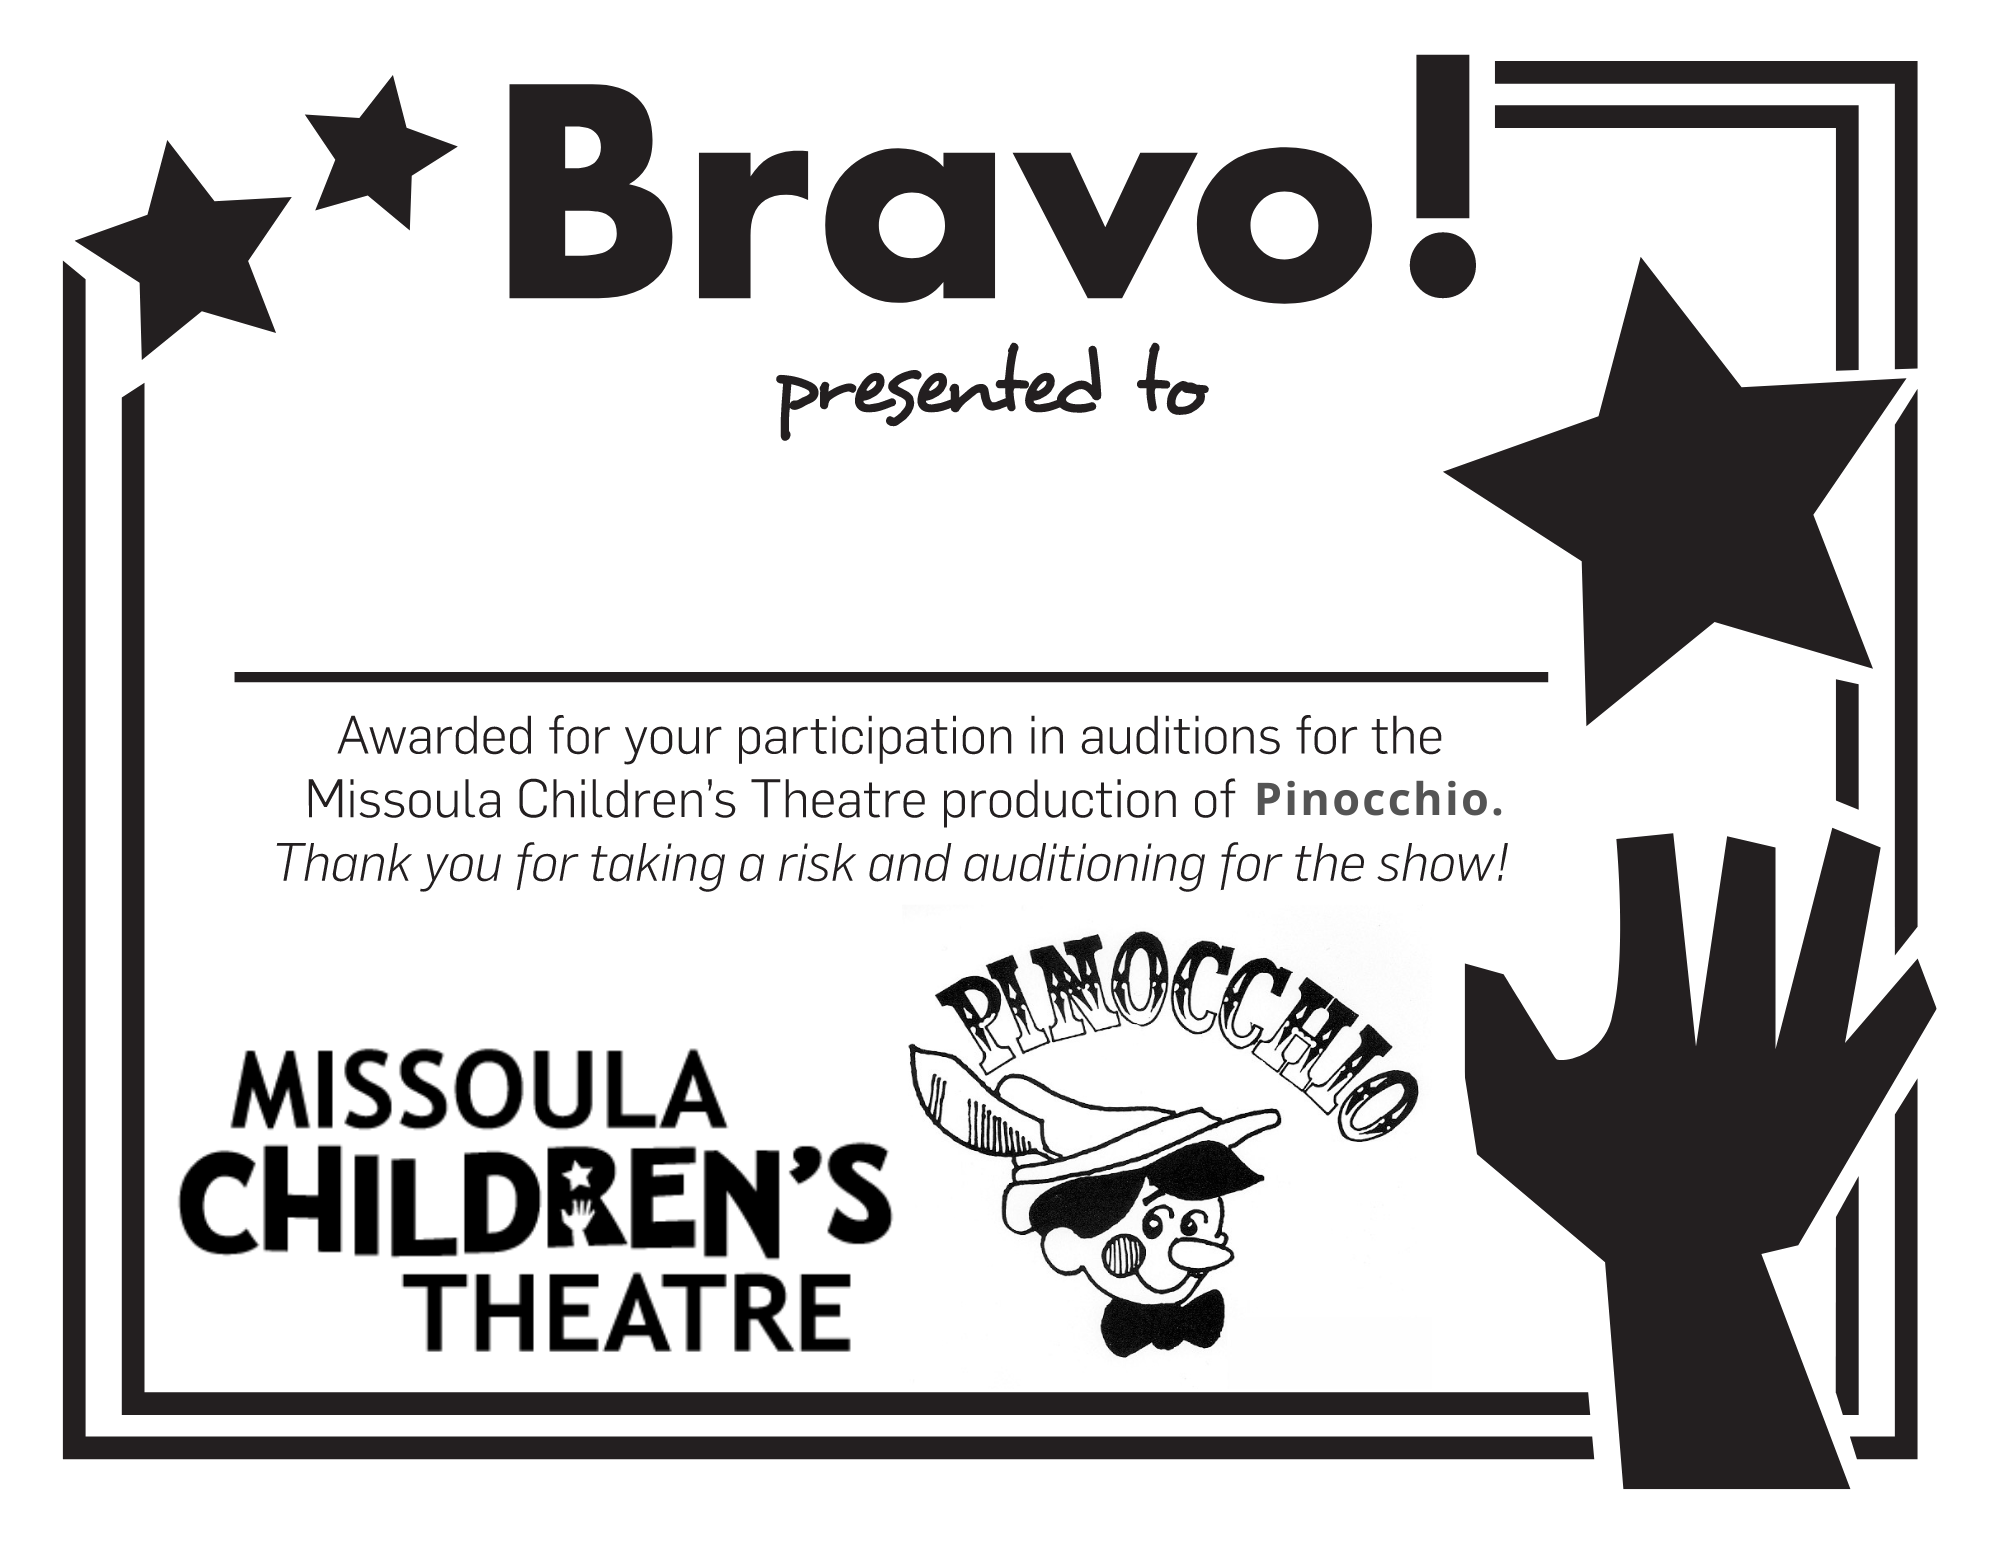 Bravo!
presented to
Awarded for your participation in auditions for the
Missoula Children’s Theatre production of Pinocchio.
Thank you for taking a risk and auditioning for the show!
PINOCCHIO
MISSOULA
CHILDREN’S
THEATRE